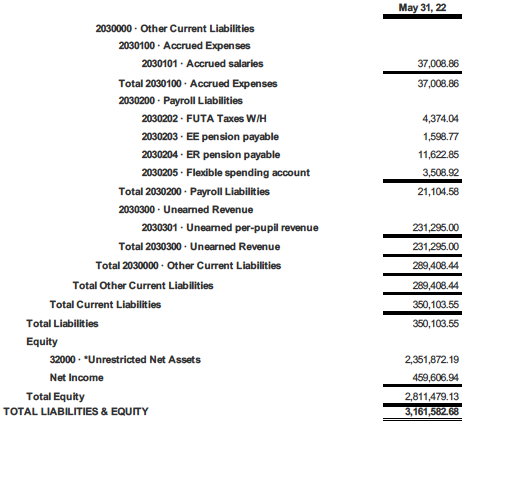 May 31, 22
2030000 · Other Current Liabilities
2030100 · Accrued Expenses
2030101 · Accrued salaries 37,008.86
Total 2030100 · Accrued Expenses 37,008.86
2030200 · Payroll Liabilities
2030202 · FUTA Taxes W/H 4,374.04
2030203 · EE pension payable 1,598.77
2030204 · ER pension payable 11,622.85
2030205 · Flexible spending account 3,508.92
Total 2030200 · Payroll Liabilities 21,104.58
2030300 · Unearned Revenue
2030301 · Unearned per-pupil revenue 231,295.00
Total 2030300 · Unearned Revenue 231,295.00
Total 2030000 · Other Current Liabilities 289,408.44
Total Other Current Liabilities 289,408.44
Total Current Liabilities 350,103.55
Total Liabilities 350,103.55
Equity
32000 · *Unrestricted Net Assets 2,351,872.19
Net Income 459,606.94
Total Equity 2,811,479.13
TOTAL LIABILITIES & EQUITY 3,161,582.68